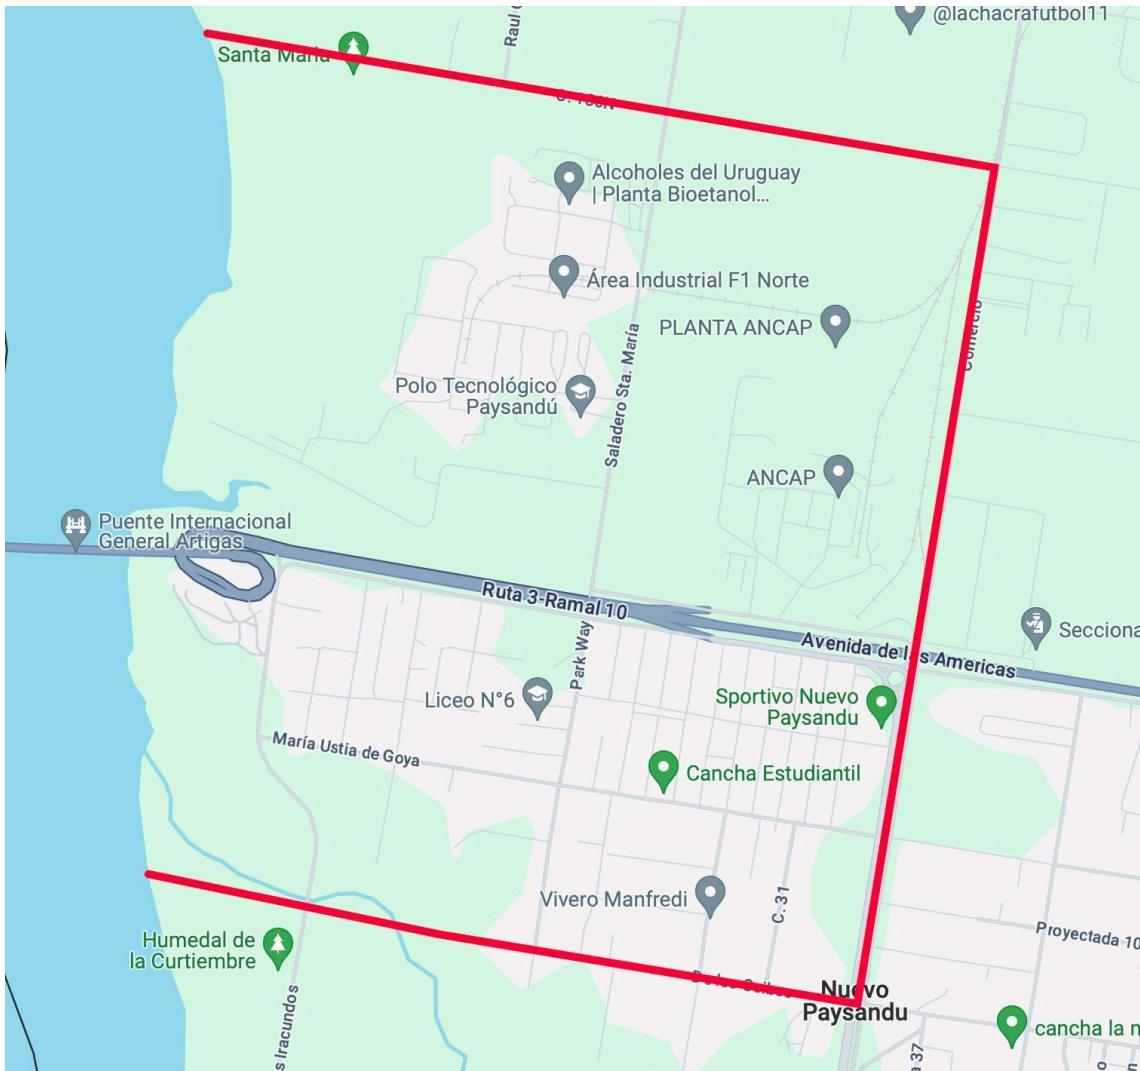 @lachacrafutbol11
Raul
Santa Maria
Alcoholes del Uruguay
| Planta Bioetanol...
Área Industrial F1 Norte
PLANTA ANCAP
Comercio
Saladero Sta. María
Polo Tecnológico
Paysandú
ANCAP
Puente Internacional
General Artigas
Ruta 3-Ramal 10
Avenida de las Americas
Secciona
Park Way
Liceo N°6
Sportivo Nuevo
Paysandu
María Ustia de Goya
Cancha Estudiantil
Vivero Manfredi
C. 31
Proyectada 10
Humedal de
la Curtiembre
Nuevo
Paysandu
s Iracundos
cancha la
37